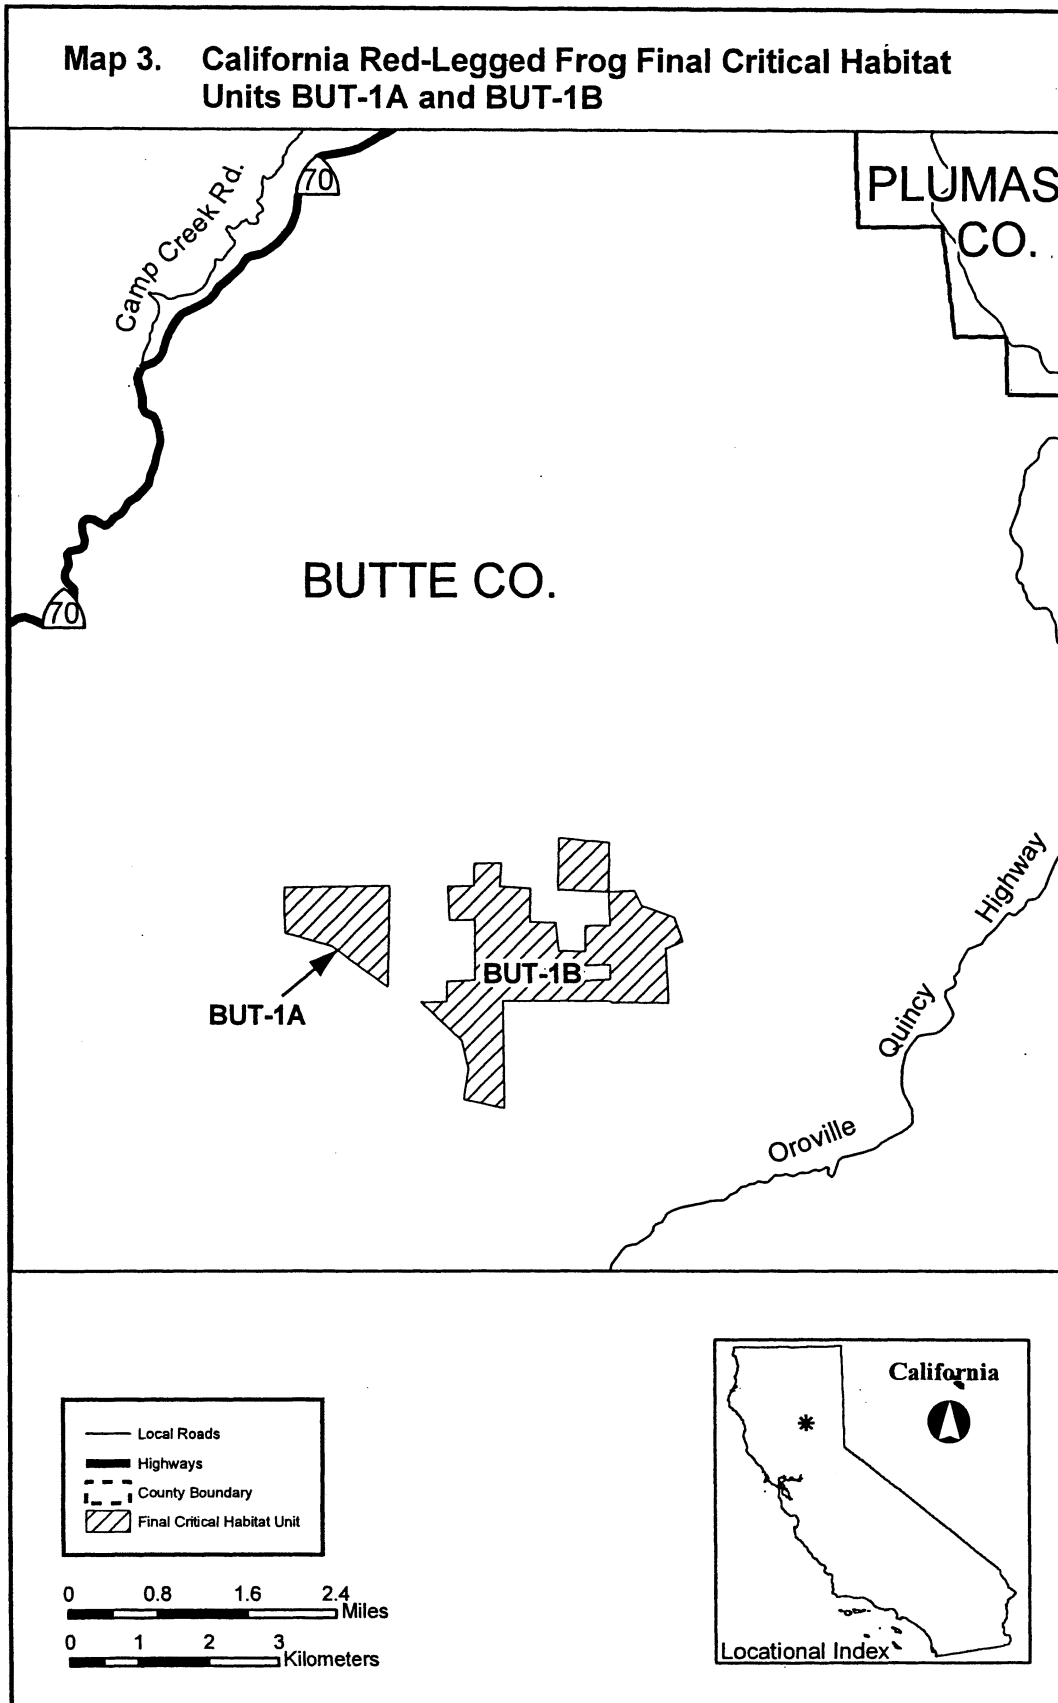 Map 3. California Red-Legged Frog Final Critical Habitat
Units BUT-1A and BUT-1B
Camp Creek Rd.
70
PLUMAS
CO.
BUTTE CO.
70
Highway
Quincy
Oroville
BUT-1B
BUT-1A
Local Roads
Highways
County Boundary
Final Critical Habitat Unit
0 0.8 1.6 2.4
Miles
0 1 2 3
Kilometers
California
Locational Index